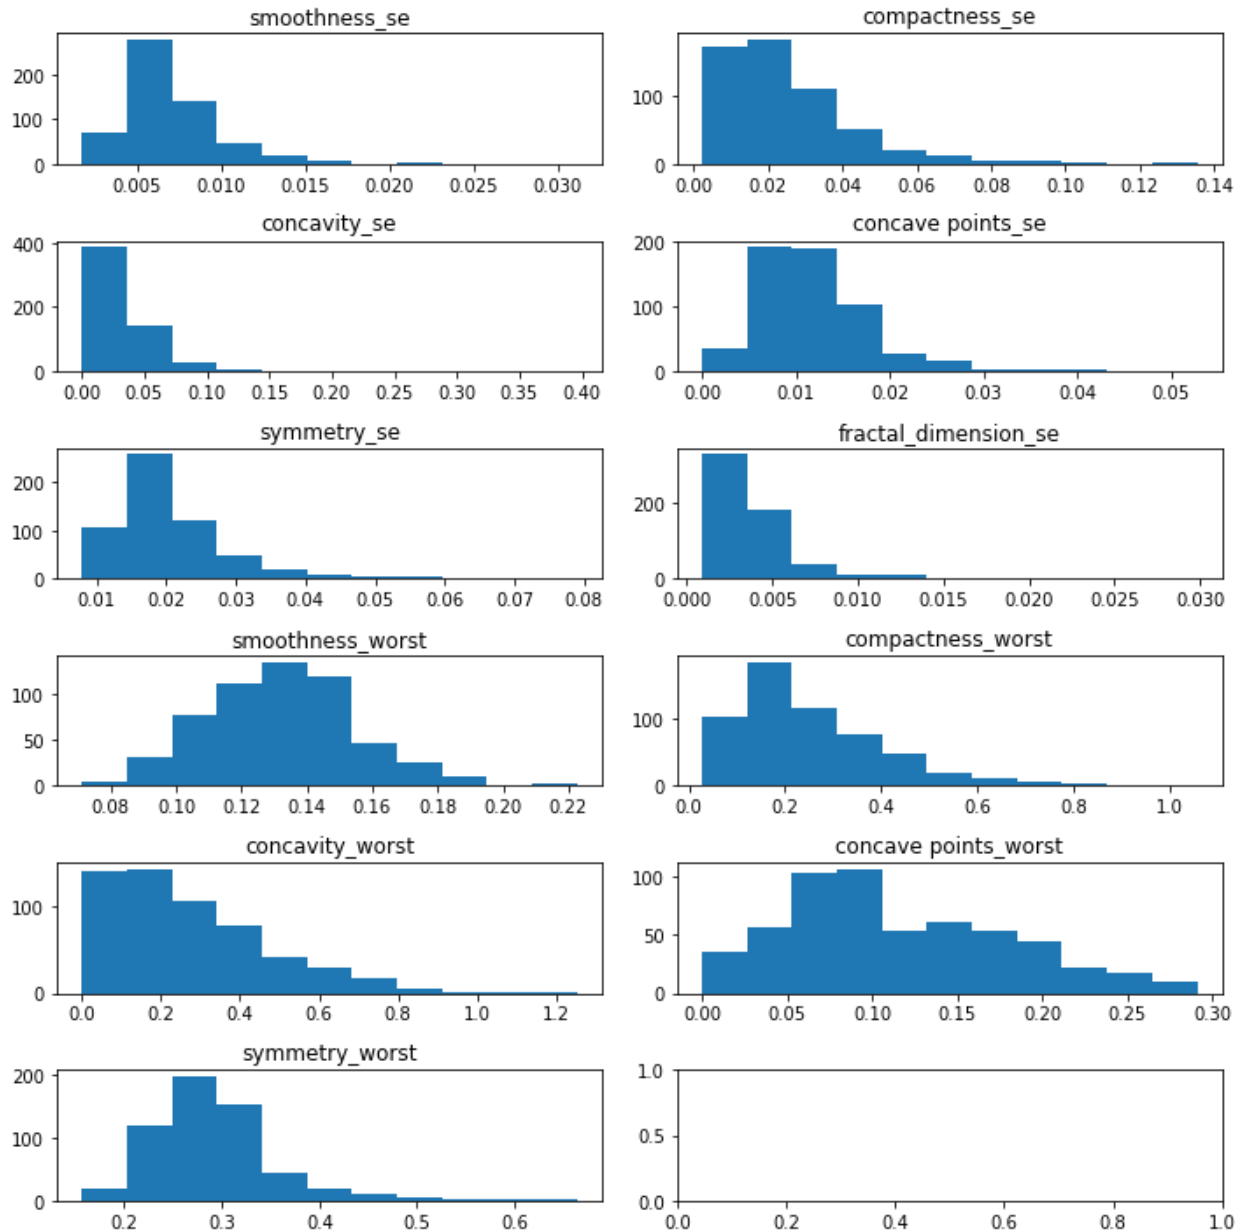 smoothness_se
200
100
0
0.005 0.010 0.015 0.020 0.025 0.030
compactness_se
100
0
0.00 0.02 0.04 0.06 0.08 0.10 0.12 0.14
concavity_se
400
200
0
0.00 0.05 0.10 0.15 0.20 0.25 0.30 0.35 0.40
concave points_se
200
100
0
0.00 0.01 0.02 0.03 0.04 0.05
symmetry_se
200
100
0
0.01 0.02 0.03 0.04 0.05 0.06 0.07 0.08
fractal_dimension_se
200
0
0.000 0.005 0.010 0.015 0.020 0.025 0.030
smoothness_worst
100
50
0
0.08 0.10 0.12 0.14 0.16 0.18 0.20 0.22
compactness_worst
100
0
0.0 0.2 0.4 0.6 0.8 1.0
concavity_worst
100
0
0.0 0.2 0.4 0.6 0.8 1.0 1.2
concave points_worst
100
50
0
0.00 0.05 0.10 0.15 0.20 0.25 0.30
symmetry_worst
200
100
0
0.2 0.3 0.4 0.5 0.6
1.0
0.5
0.0
0.0 0.2 0.4 0.6 0.8 1.0